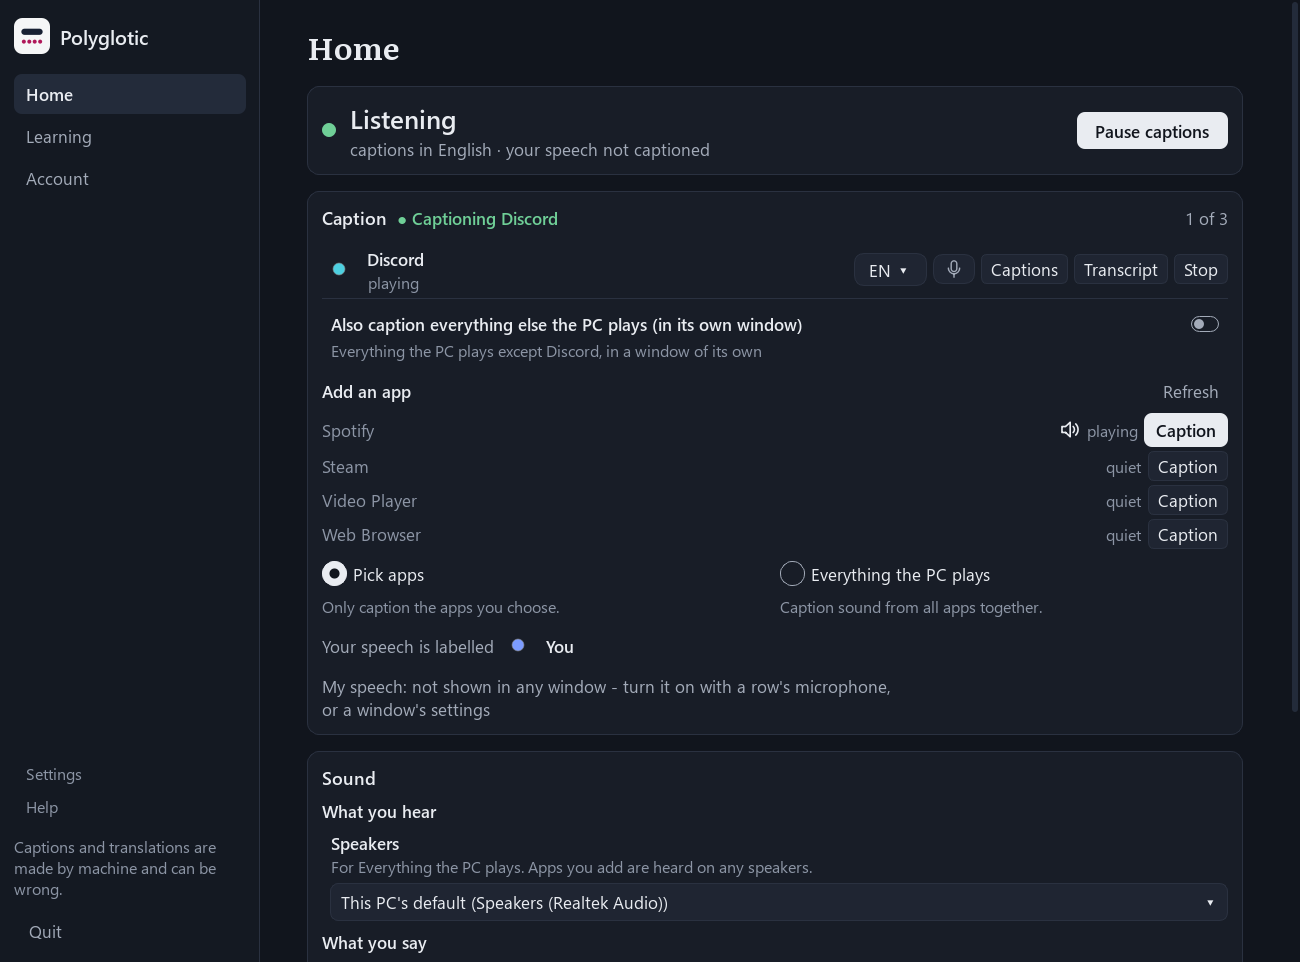 Polyglotic
Home
Learning
Account
Settings
Help
Captions and translations are
made by machine and can be
wrong.
Quit
Home
Listening
captions in English · your speech not captioned
Pause captions
Caption ● Captioning Discord 1 of 3
Discord
playing
EN ▾ Captions Transcript Stop
Also caption everything else the PC plays (in its own window)
Everything the PC plays except Discord, in a window of its own
Add an app Refresh
Spotify playing Caption
Steam quiet Caption
Video Player quiet Caption
Web Browser quiet Caption
Pick apps Everything the PC plays
Only caption the apps you choose. Caption sound from all apps together.
Your speech is labelled You
My speech: not shown in any window - turn it on with a row's microphone,
or a window's settings
Sound
What you hear
Speakers
For Everything the PC plays. Apps you add are heard on any speakers.
This PC's default (Speakers (Realtek Audio)) ▾
What you say